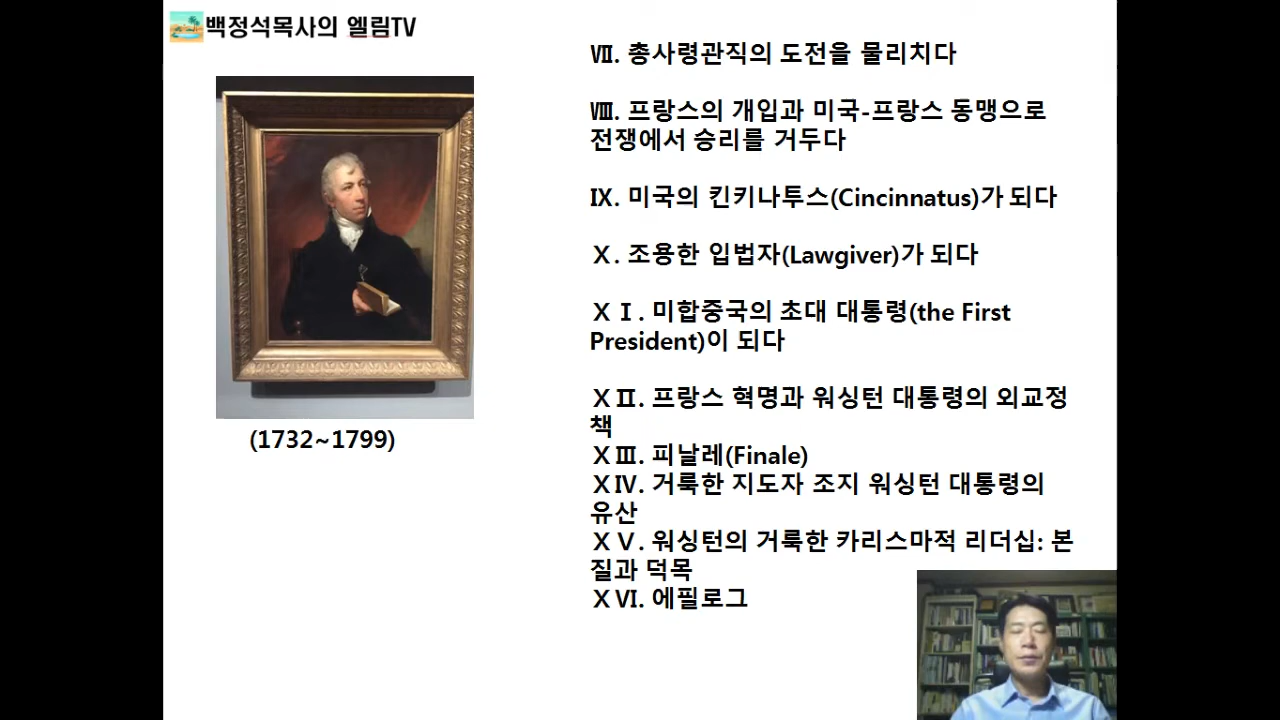 백정석목사의 엘림TV
Ⅶ. 총사령관직의 도전을 물리치다
Ⅷ. 프랑스의 개입과 미국-프랑스 동맹으로
전쟁에서 승리를 거두다
Ⅸ. 미국의 킨키나투스(Cincinnatus)가 되다
Ⅹ. 조용한 입법자(Lawgiver)가 되다
ⅩⅠ. 미합중국의 초대 대통령(the First
President)이 되다
ⅩⅡ. 프랑스 혁명과 워싱턴 대통령의 외교정
책
ⅩⅢ. 피날레(Finale)
ⅩⅣ. 거룩한 지도자 조지 워싱턴 대통령의
유산
ⅩⅤ. 워싱턴의 거룩한 카리스마적 리더십: 본
질과 덕목
ⅩⅥ. 에필로그
(1732~1799)